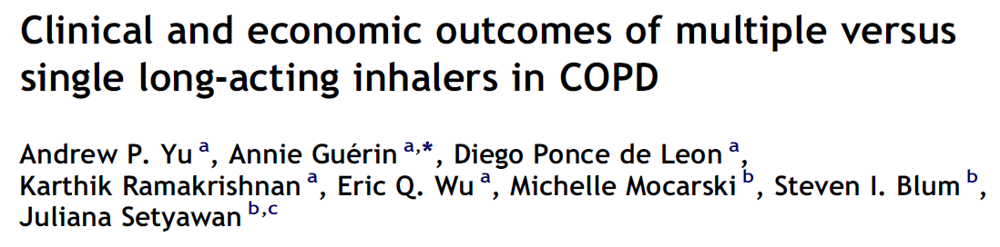 Clinical and economic outcomes of multiple versus
single long-acting inhalers in COPD
Andrew P. Yu a, Annie Guérin a,*, Diego Ponce de Leon a,
Karthik Ramakrishnan a, Eric Q. Wu a, Michelle Mocarski b, Steven I. Blum b,
Juliana Setyawan b,c